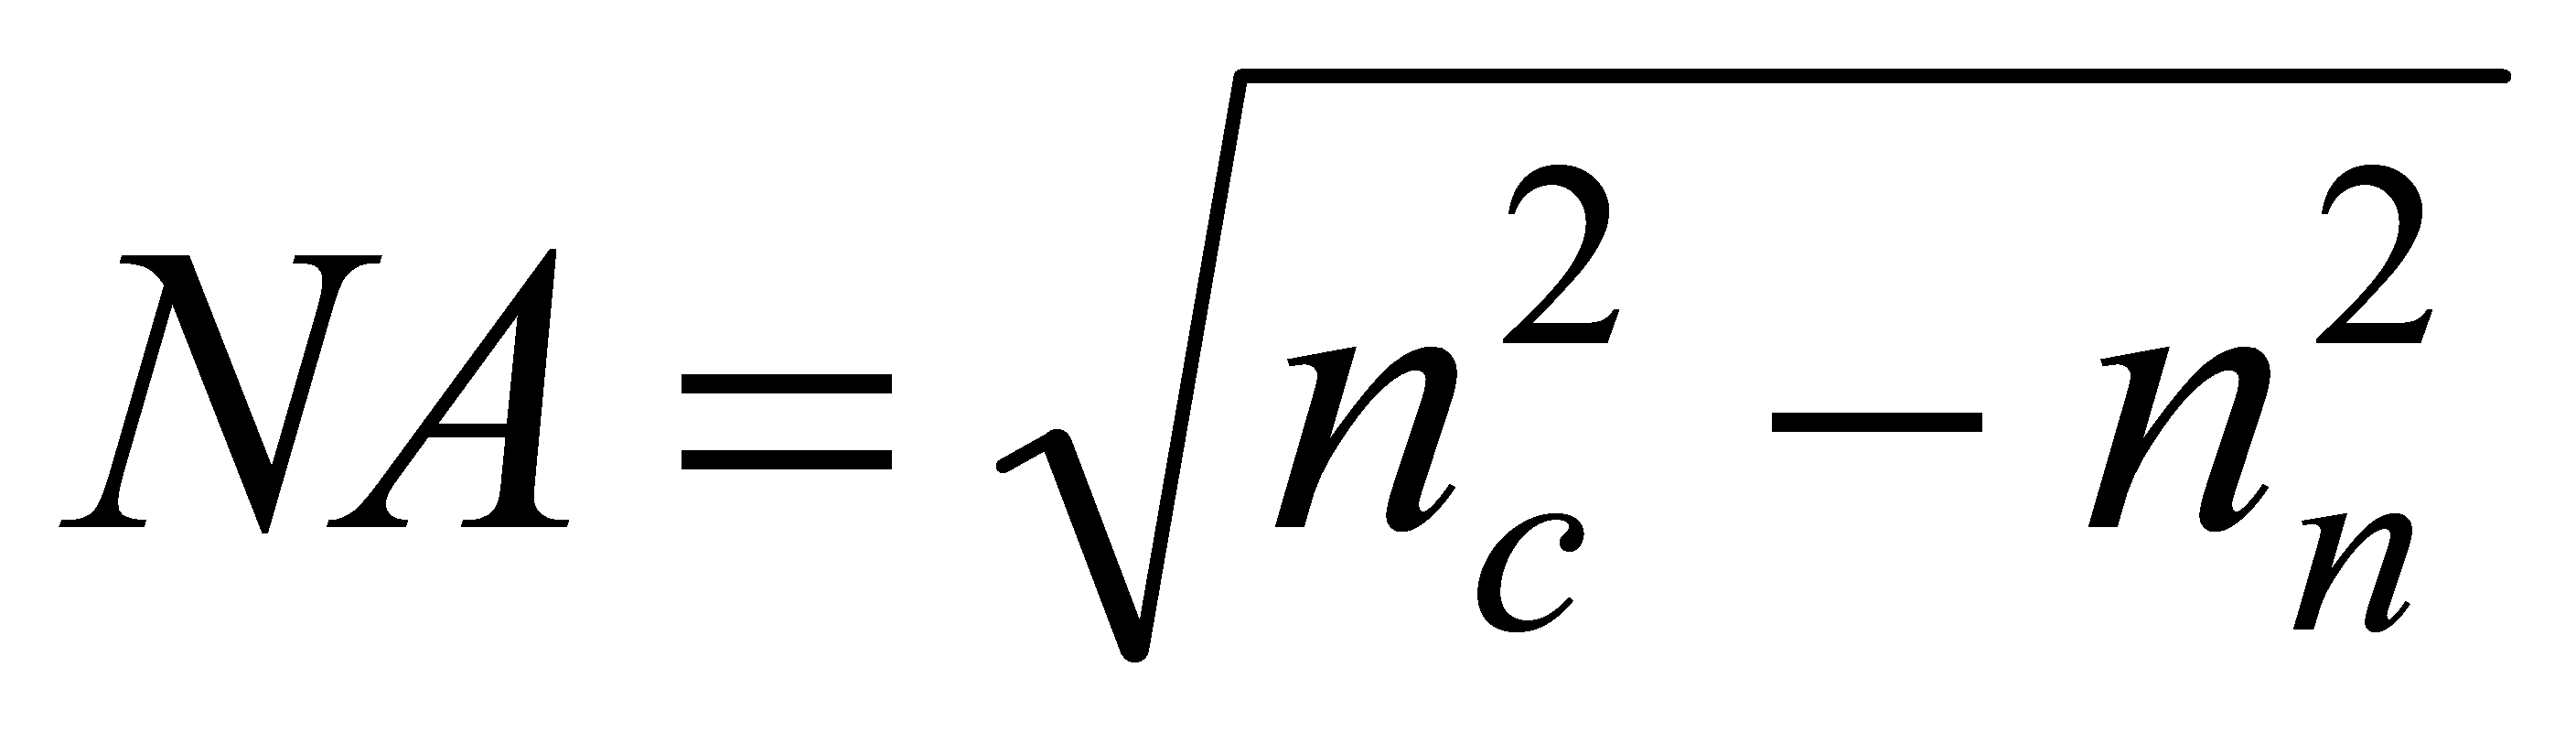 NA = √(n_c^2 − n_n^2)